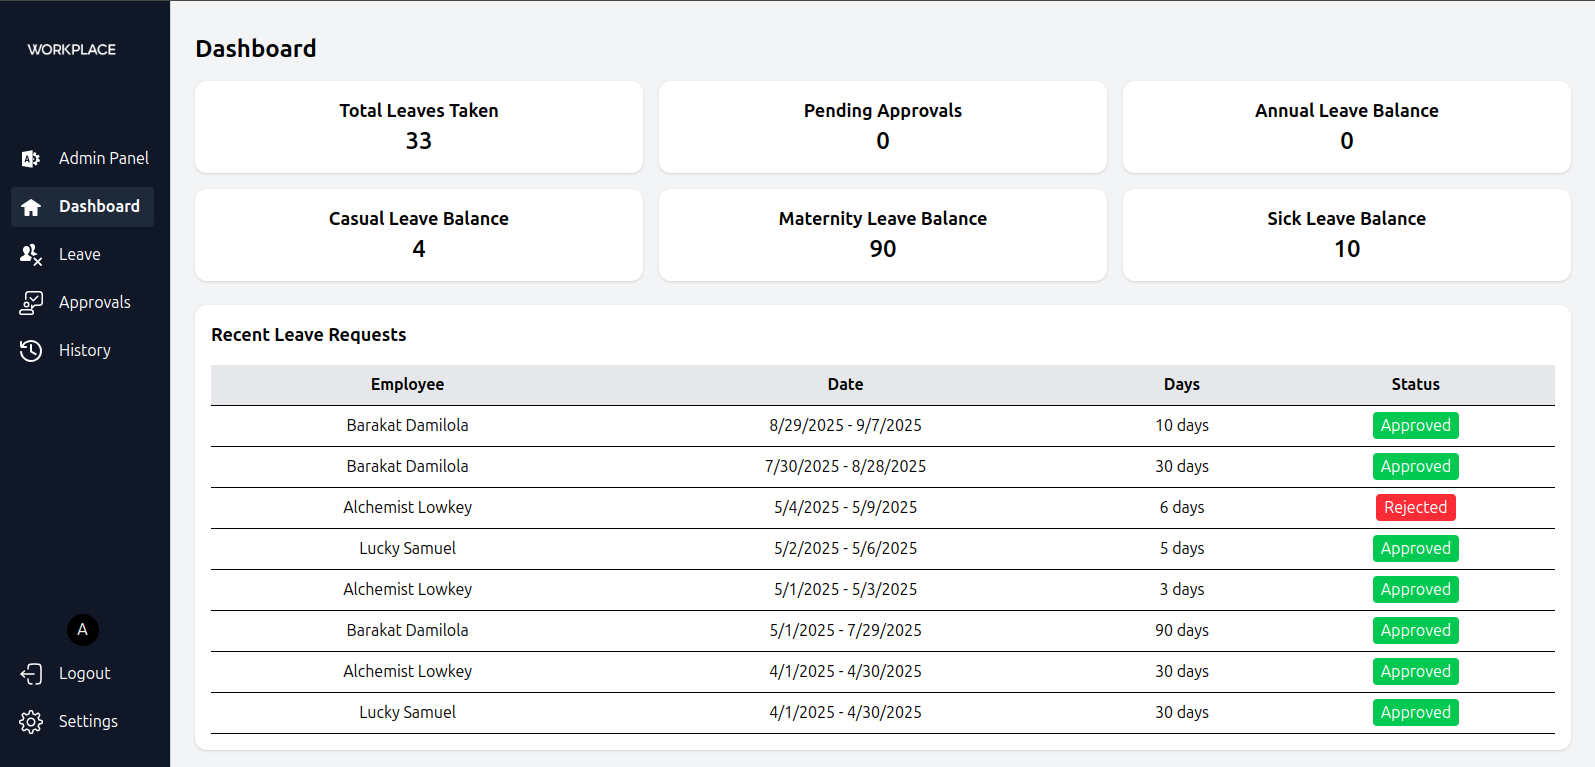 WORKPLACE
Admin Panel
Dashboard
Leave
Approvals
History
A
Logout
Settings
Dashboard
Total Leaves Taken
33
Pending Approvals
0
Annual Leave Balance
0
Casual Leave Balance
4
Maternity Leave Balance
90
Sick Leave Balance
10
Recent Leave Requests
Employee Date Days Status
Barakat Damilola 8/29/2025 - 9/7/2025 10 days Approved
Barakat Damilola 7/30/2025 - 8/28/2025 30 days Approved
Alchemist Lowkey 5/4/2025 - 5/9/2025 6 days Rejected
Lucky Samuel 5/2/2025 - 5/6/2025 5 days Approved
Alchemist Lowkey 5/1/2025 - 5/3/2025 3 days Approved
Barakat Damilola 5/1/2025 - 7/29/2025 90 days Approved
Alchemist Lowkey 4/1/2025 - 4/30/2025 30 days Approved
Lucky Samuel 4/1/2025 - 4/30/2025 30 days Approved